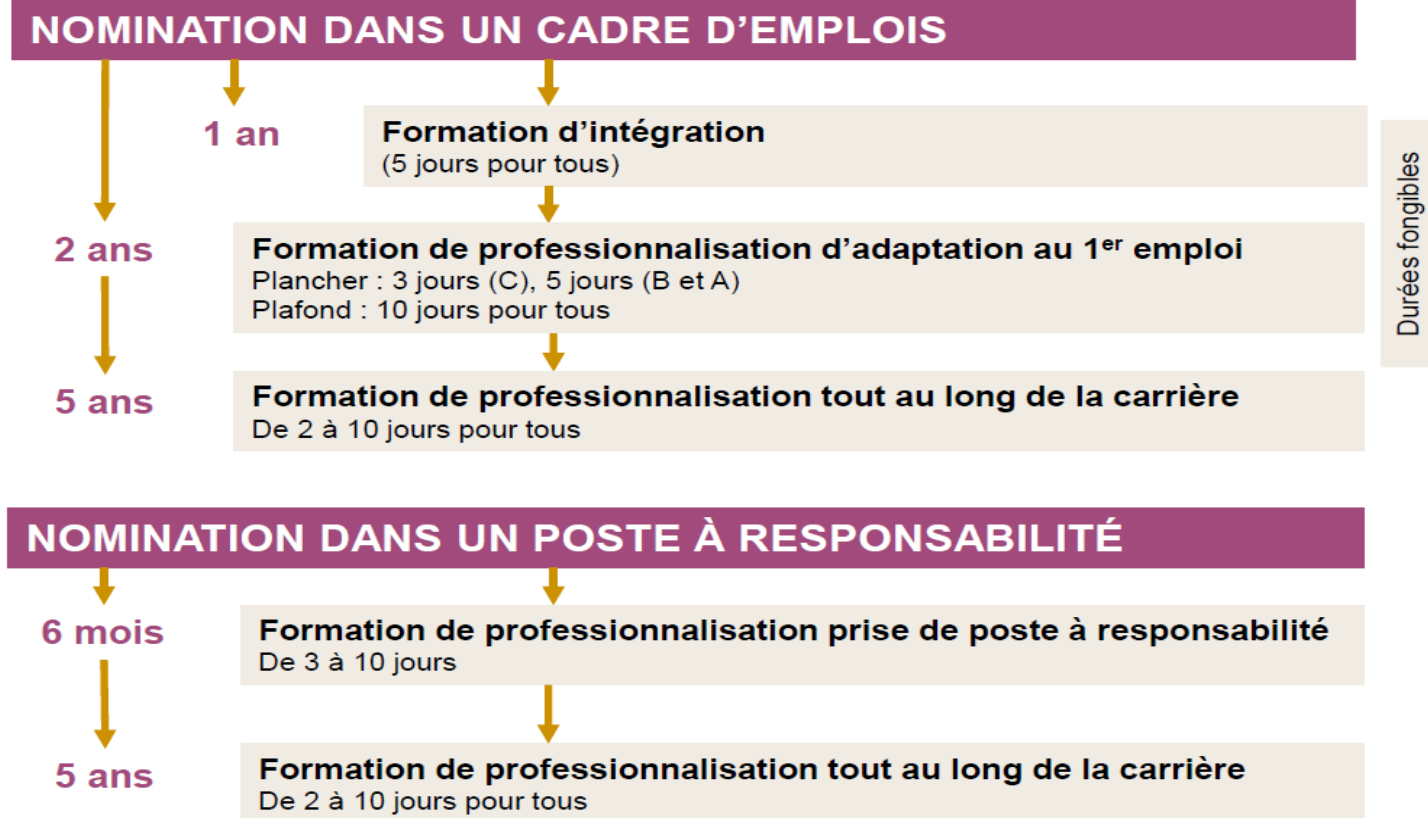 NOMINATION DANS UN CADRE D’EMPLOIS
1 an
Formation d’intégration
(5 jours pour tous)
2 ans
Formation de professionnalisation d’adaptation au 1er emploi
Plancher : 3 jours (C), 5 jours (B et A)
Plafond : 10 jours pour tous
5 ans
Formation de professionnalisation tout au long de la carrière
De 2 à 10 jours pour tous
Durées fongibles
NOMINATION DANS UN POSTE À RESPONSABILITÉ
6 mois
Formation de professionnalisation prise de poste à responsabilité
De 3 à 10 jours
5 ans
Formation de professionnalisation tout au long de la carrière
De 2 à 10 jours pour tous